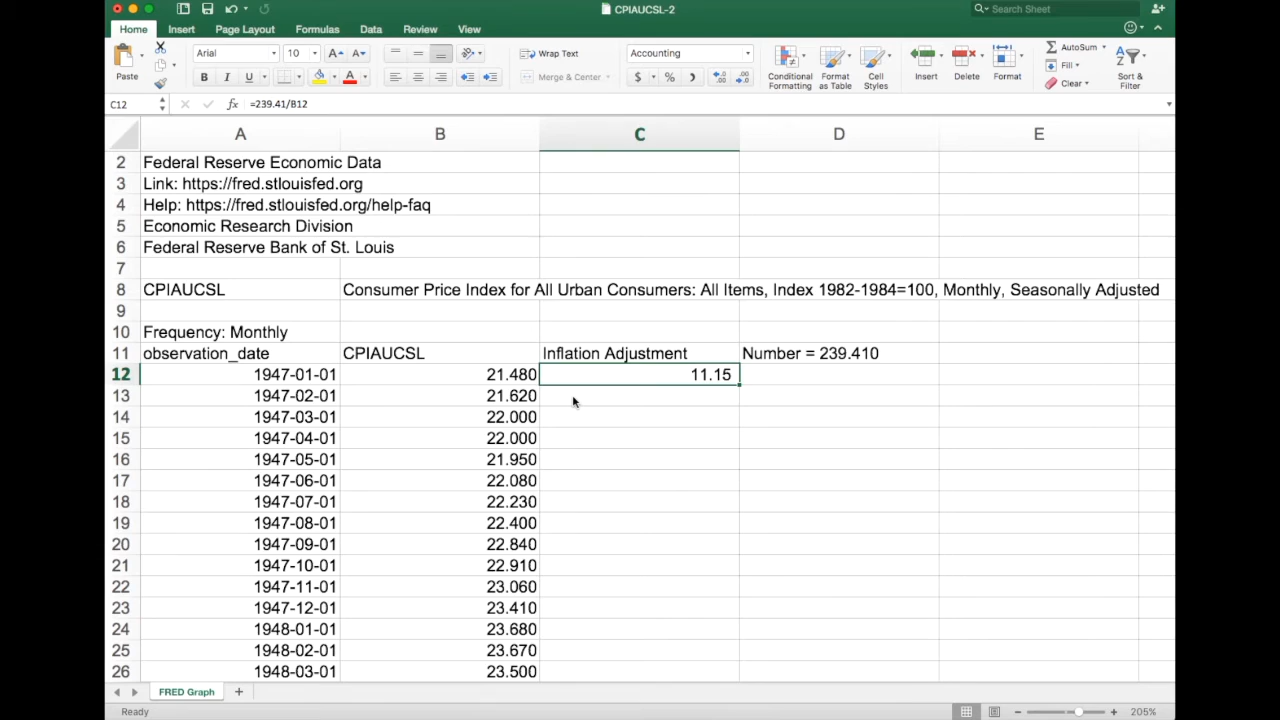 CPIAUCSL-2
Search Sheet
Home Insert Page Layout Formulas Data Review View
Paste
Arial 10
A A
Wrap Text
Accounting
AutoSum
Fill
Clear
B I U A
Merge & Center
$ % )
Conditional Formatting
Format as Table
Cell Styles
Insert
Delete
Format
Sort & Filter
C12 fx =239.41/B12
A B C D E
2 Federal Reserve Economic Data
3 Link: https://fred.stlouisfed.org
4 Help: https://fred.stlouisfed.org/help-faq
5 Economic Research Division
6 Federal Reserve Bank of St. Louis
7
8 CPIAUCSL Consumer Price Index for All Urban Consumers: All Items, Index 1982-1984=100, Monthly, Seasonally Adjusted
9
10 Frequency: Monthly
11 observation_date CPIAUCSL Inflation Adjustment Number = 239.410
12 1947-01-01 21.480 11.15
13 1947-02-01 21.620
14 1947-03-01 22.000
15 1947-04-01 22.000
16 1947-05-01 21.950
17 1947-06-01 22.080
18 1947-07-01 22.230
19 1947-08-01 22.400
20 1947-09-01 22.840
21 1947-10-01 22.910
22 1947-11-01 23.060
23 1947-12-01 23.410
24 1948-01-01 23.680
25 1948-02-01 23.670
26 1948-03-01 23.500
FRED Graph +
Ready 205%